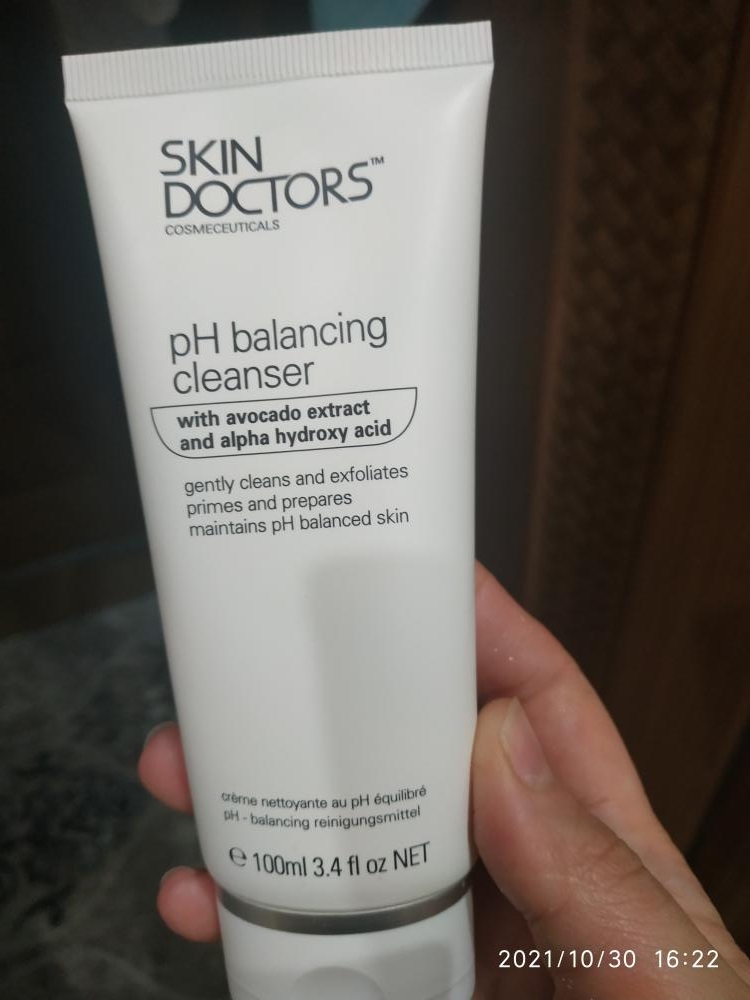 SKIN
DOCTORS™
COSMECEUTICALS
pH balancing
cleanser
with avocado extract
and alpha hydroxy acid
gently cleans and exfoliates
primes and prepares
maintains pH balanced skin
crème nettoyante au pH équilibré
pH - balancing reinigungsmittel
℮ 100ml 3.4 fl oz NET
2021/10/30 16:22